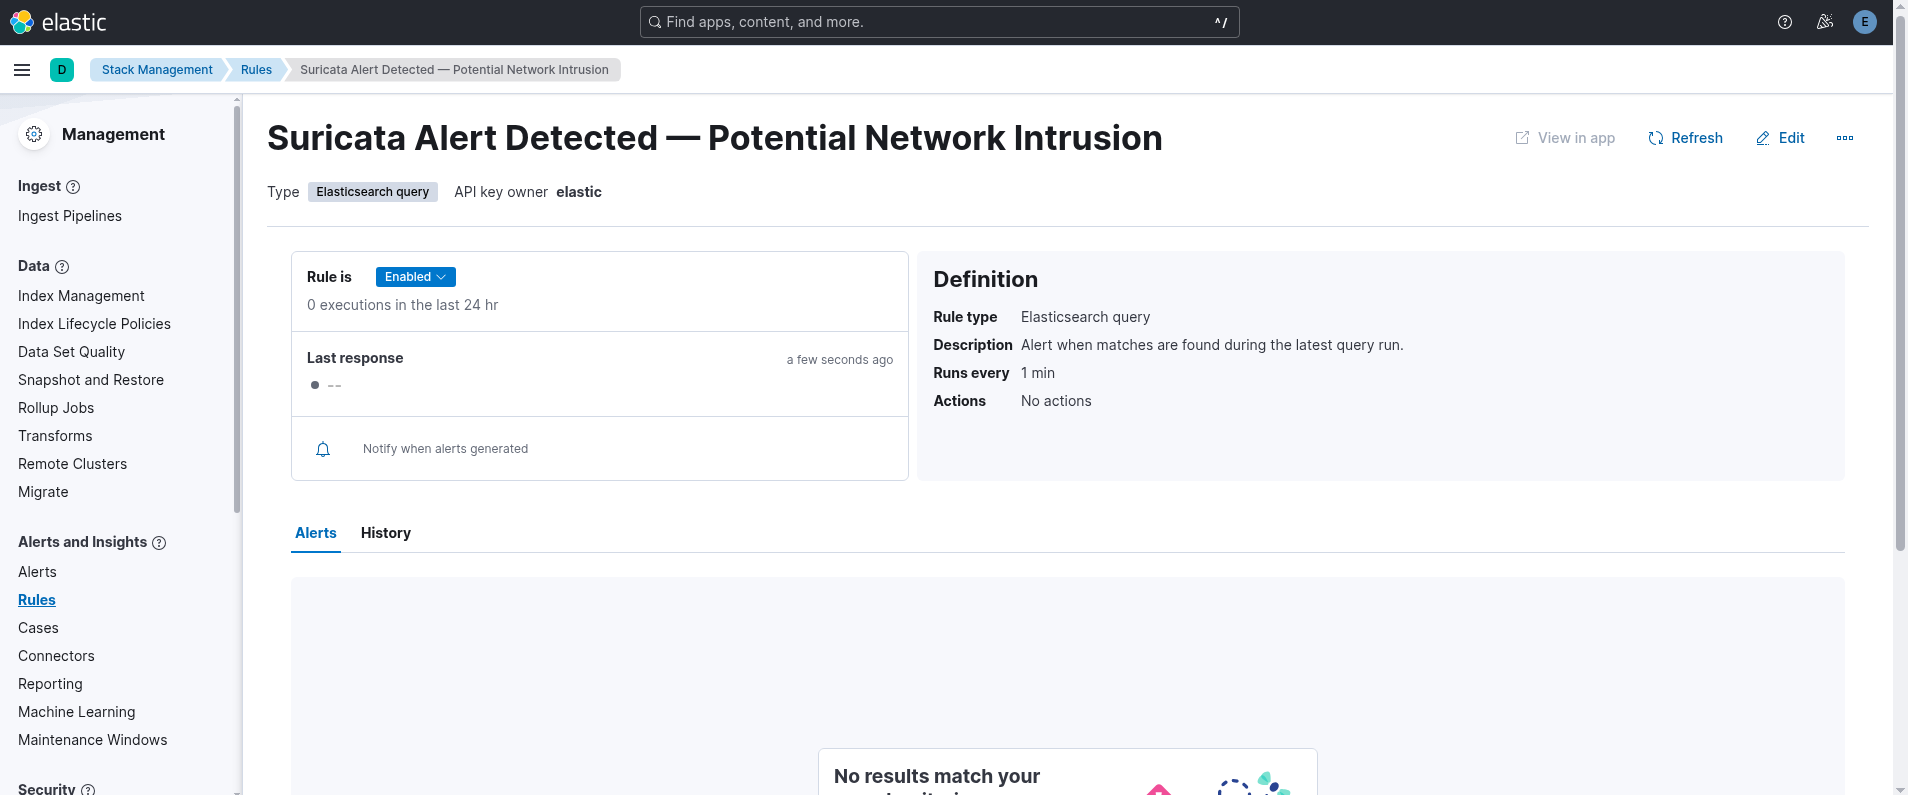 elastic
Find apps, content, and more.
^/
E
D
Stack Management
Rules
Suricata Alert Detected — Potential Network Intrusion
Management
Ingest
Ingest Pipelines
Data
Index Management
Index Lifecycle Policies
Data Set Quality
Snapshot and Restore
Rollup Jobs
Transforms
Remote Clusters
Migrate
Alerts and Insights
Alerts
Rules
Cases
Connectors
Reporting
Machine Learning
Maintenance Windows
Security
Suricata Alert Detected — Potential Network Intrusion
View in app
Refresh
Edit
Type Elasticsearch query API key owner elastic
Rule is Enabled
0 executions in the last 24 hr
Last response a few seconds ago
--
Notify when alerts generated
Definition
Rule type Elasticsearch query
Description Alert when matches are found during the latest query run.
Runs every 1 min
Actions No actions
Alerts History
No results match your